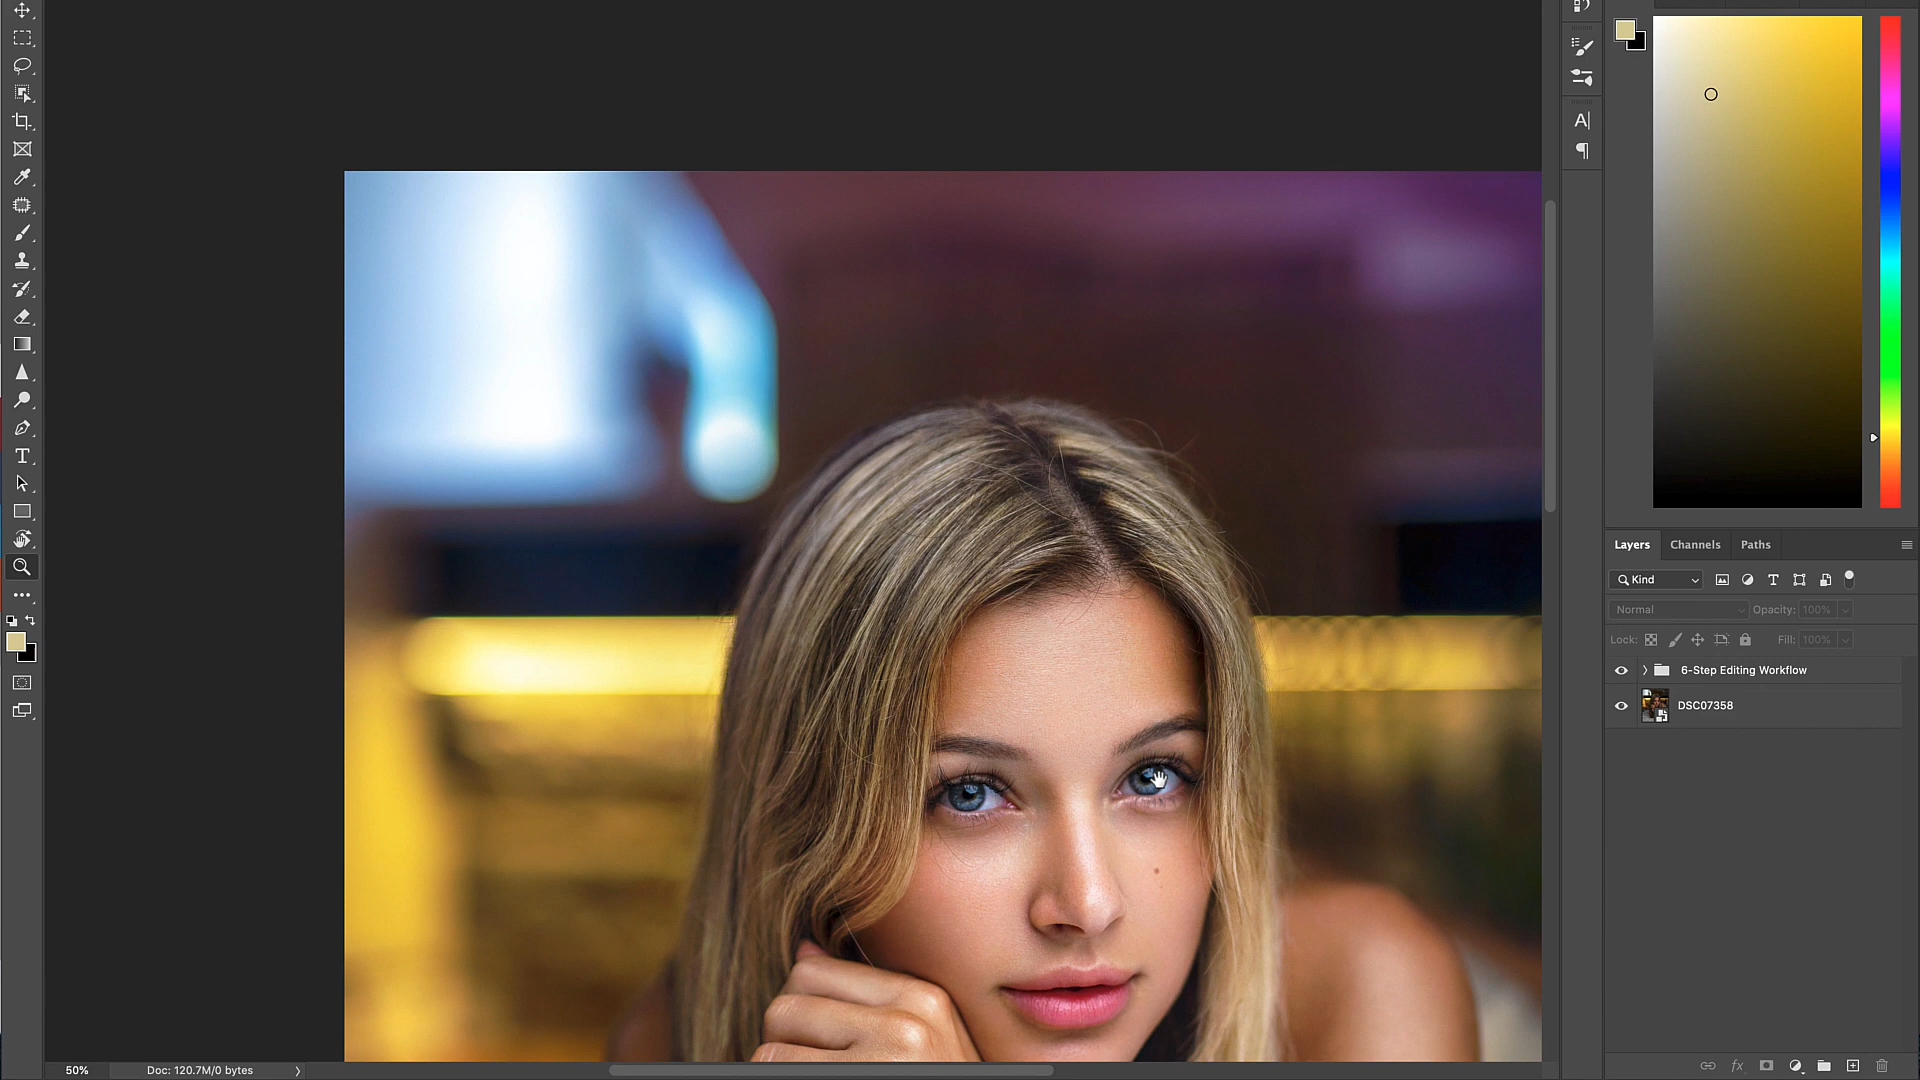 Layers Channels Paths
Kind
Normal Opacity: 100%
Lock: Fill: 100%
6-Step Editing Workflow
DSC07358
50% Doc: 120.7M/0 bytes